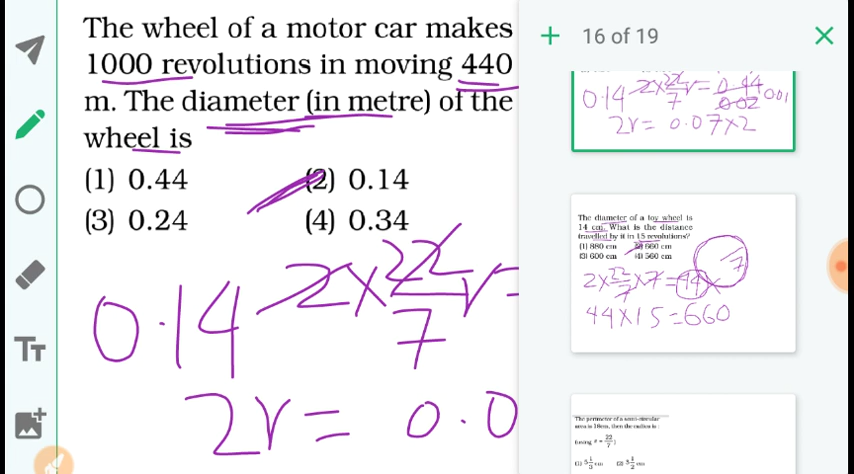 The wheel of a motor car makes
1000 revolutions in moving 440
m. The diameter (in metre) of the
wheel is
(1) 0.44 (2) 0.14
(3) 0.24 (4) 0.34
0.14 2×22/7 r=
2r = 0.0
TT
+ 16 of 19 ×
0.14 2×22/7 r= 0.44
0.02 001
2r = 0.07×2
The diameter of a toy wheel is
14 cm. What is the distance
travelled by it in 15 revolutions?
(1) 880 cm (2) 660 cm
(3) 600 cm (4) 560 cm
2×22/7×7=44×
44×15=660
The perimeter of a semi-circular
area is 18cm, then the radius is :